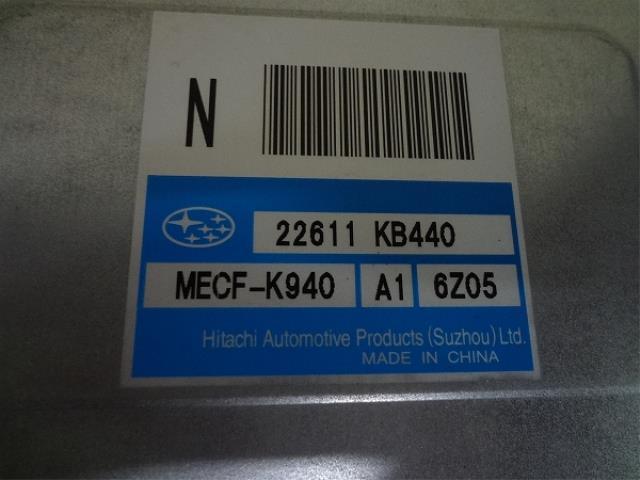 N
22611 KB440
MECF-K940 A1 6Z05
Hitachi Automotive Products (Suzhou) Ltd.
MADE IN CHINA